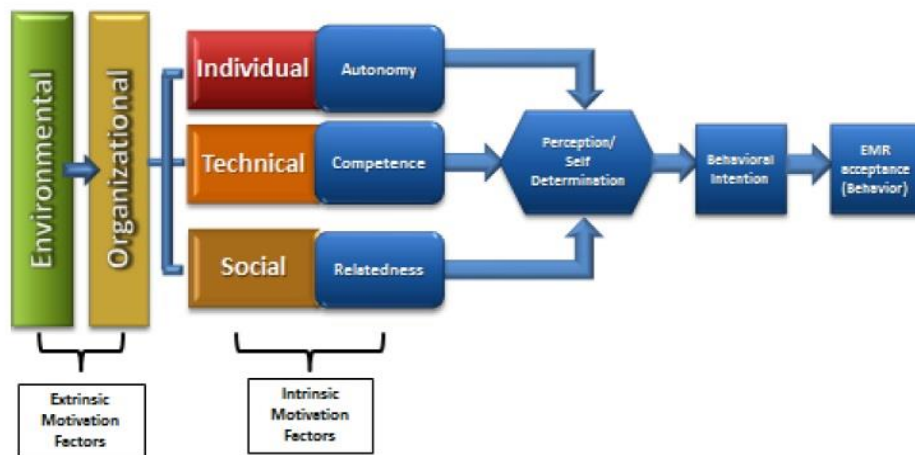 Environmental
Organizational
Individual
Autonomy
Technical
Competence
Social
Relatedness
Perception/
Self
Determination
Behavioral
Intention
EMR
acceptance
(Behavior)
Extrinsic
Motivation
Factors
Intrinsic
Motivation
Factors